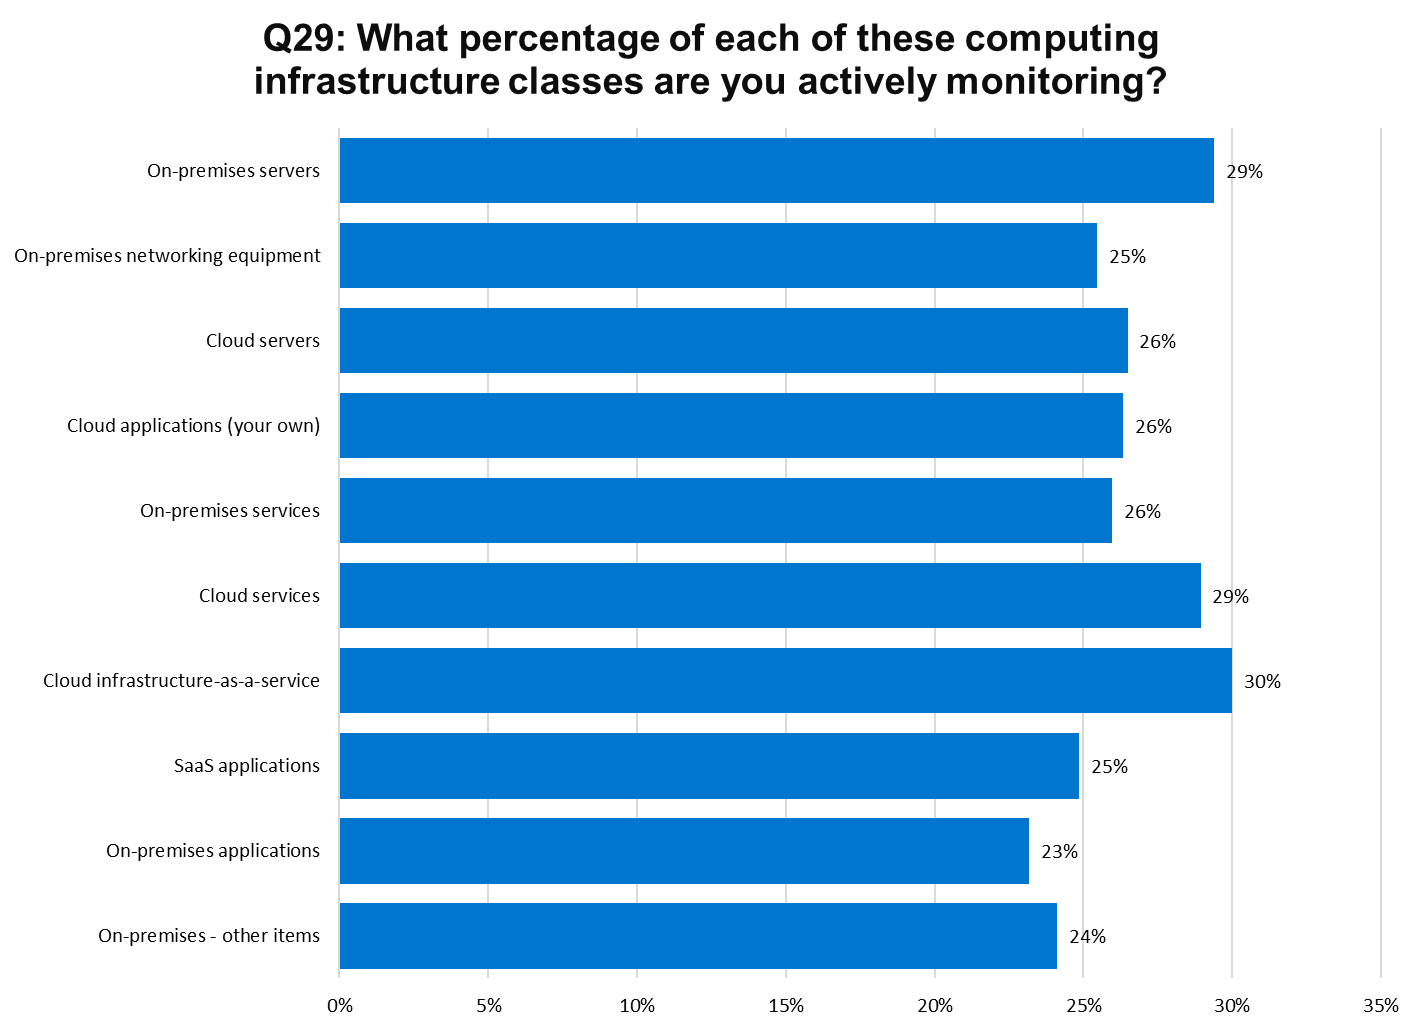 Q29: What percentage of each of these computing
infrastructure classes are you actively monitoring?
On-premises servers 29%
On-premises networking equipment 25%
Cloud servers 26%
Cloud applications (your own) 26%
On-premises services 26%
Cloud services 29%
Cloud infrastructure-as-a-service 30%
SaaS applications 25%
On-premises applications 23%
On-premises - other items 24%
0% 5% 10% 15% 20% 25% 30% 35%